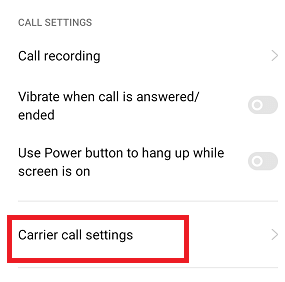 CALL SETTINGS
Call recording
Vibrate when call is answered/
ended
Use Power button to hang up while
screen is on
Carrier call settings